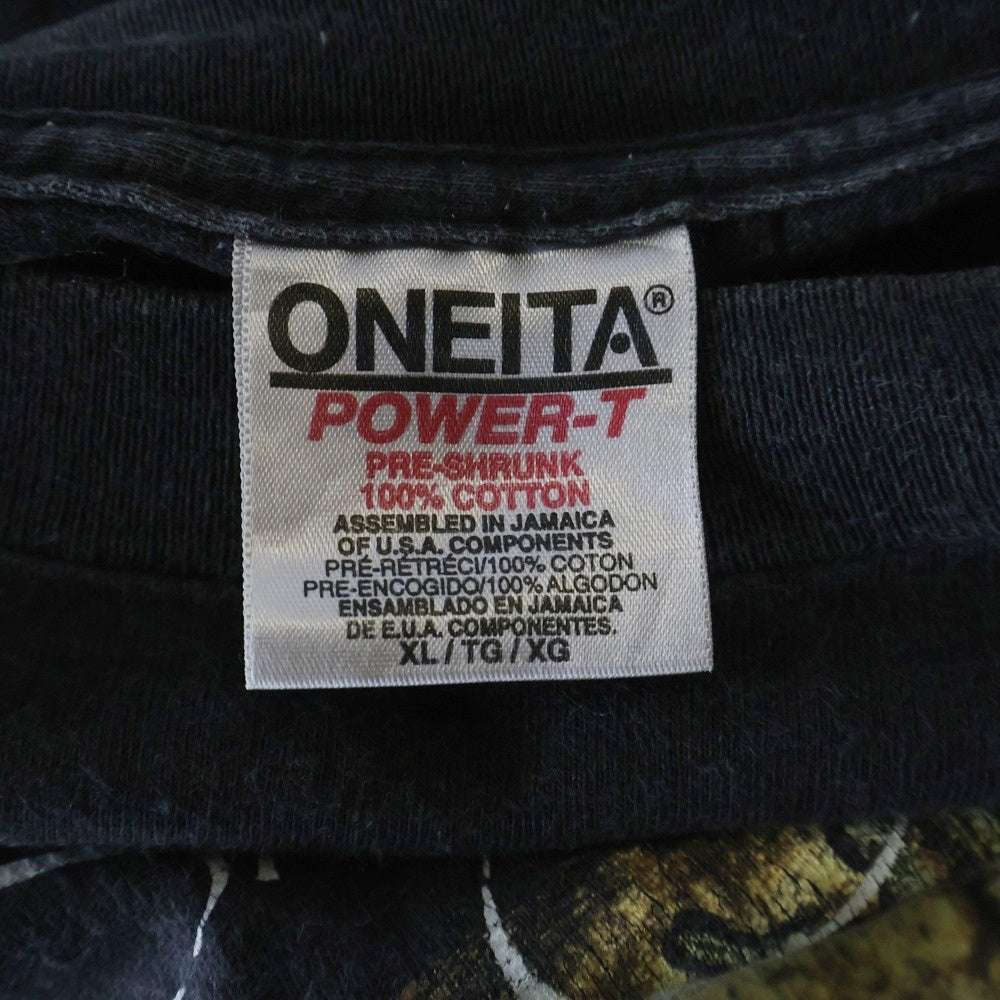 ONEITA®
POWER-T
PRE-SHRUNK
100% COTTON
ASSEMBLED IN JAMAICA
OF U.S.A. COMPONENTS
PRÉ-RÉTRÉCI/100% COTON
PRE-ENCOGIDO/100% ALGODON
ENSAMBLADO EN JAMAICA
DE E.U.A. COMPONENTES.
XL / TG / XG